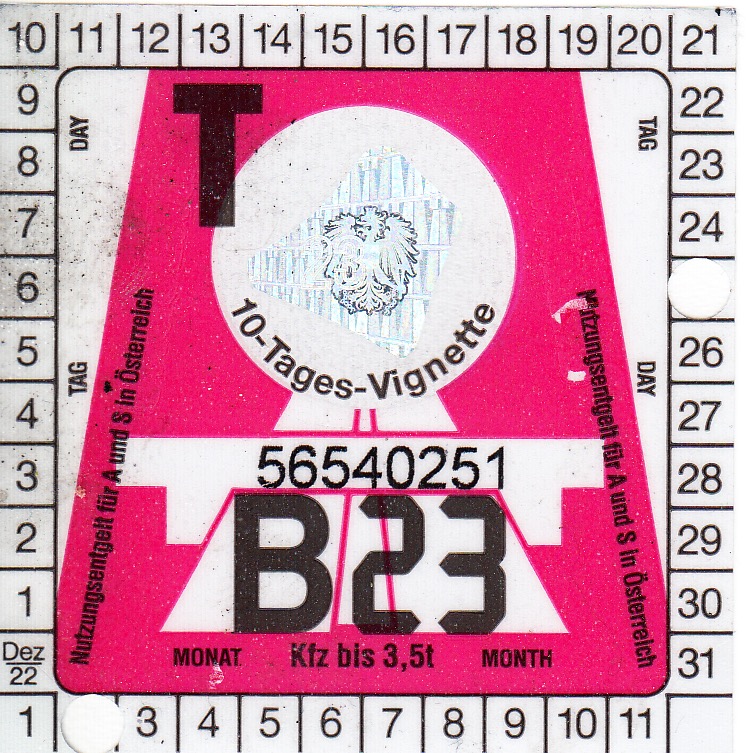 10 11 12 13 14 15 16 17 18 19 20 21
T
9 22
DAY TAG
8 23
7 24
6
5 26
10-Tages-Vignette
TAG DAY
4 27
Nutzungsentgelt für A und S in Österreich
Nutzungsentgelt für A und S in Österreich
56540251
3 28
B23
2 29
1 30
MONAT Kfz bis 3,5t MONTH
Dez 31
22
1 3 4 5 6 7 8 9 10 11